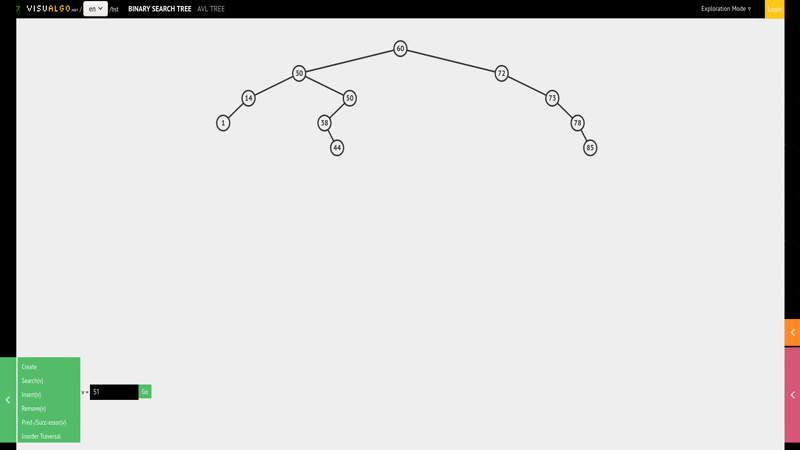 7 VISUALGO.net / en /bst BINARY SEARCH TREE AVL TREE Exploration Mode ▿ Login
60
30 72
14 50 73
1 38 78
44 85
Create
Search(v)
Insert(v)
v = 51 Go
Remove(v)
Pred-/Succ-essor(v)
Inorder Traversal